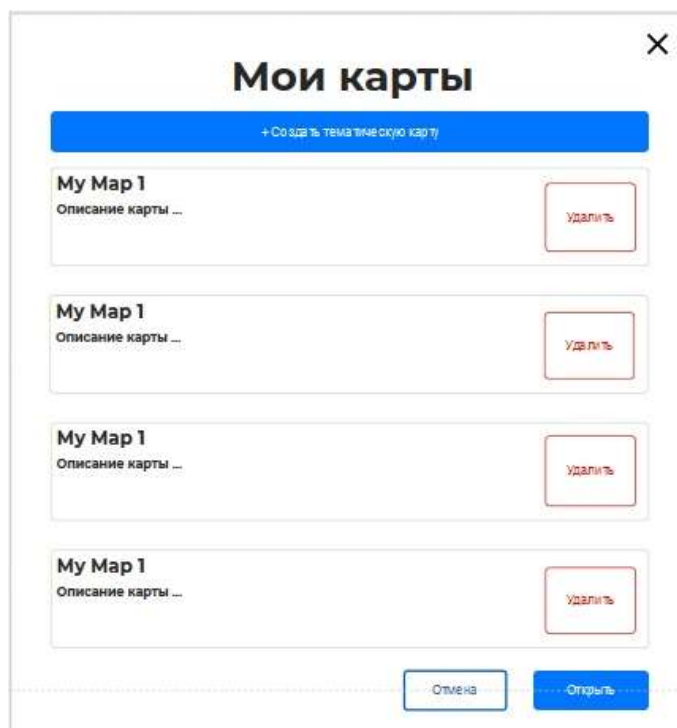 Мои карты
+ Создать тематическую карту
My Map 1
Описание карты ...
Удалить
My Map 1
Описание карты ...
Удалить
My Map 1
Описание карты ...
Удалить
My Map 1
Описание карты ...
Удалить
Отмена
Открыть